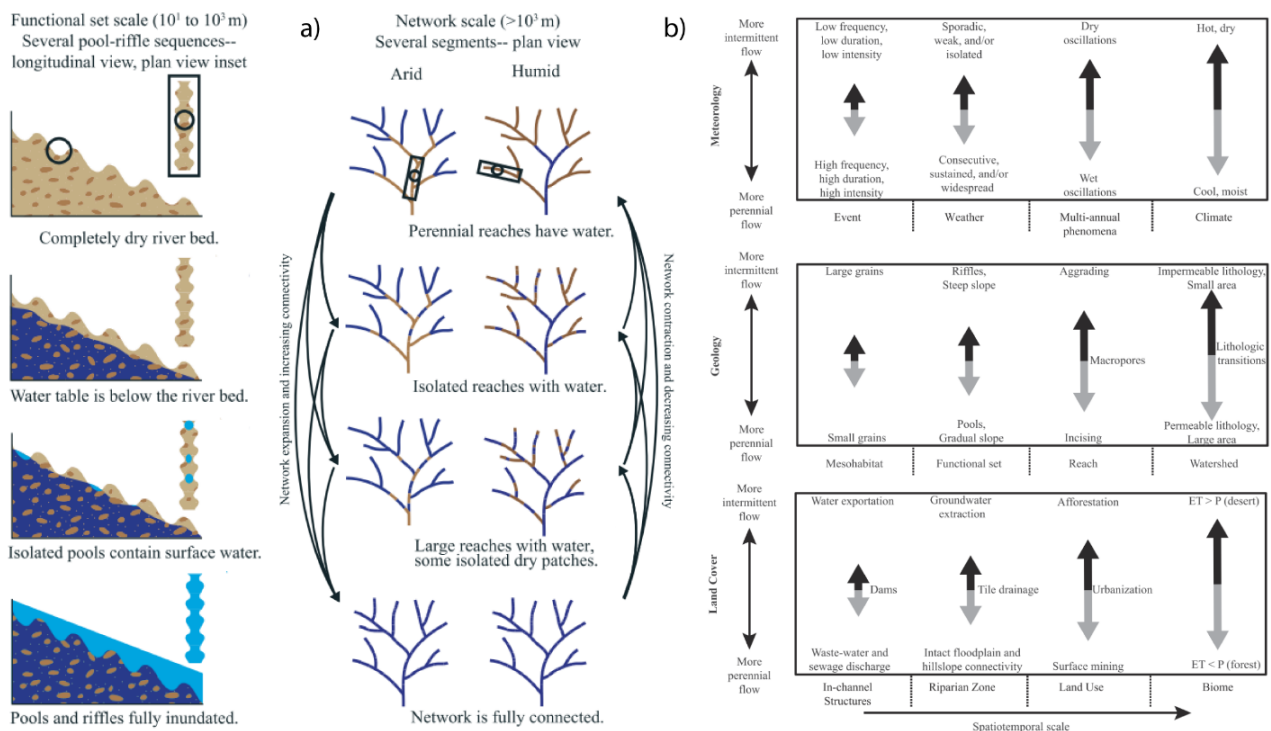 Functional set scale (10¹ to 10³ m)
Several pool-riffle sequences--
longitudinal view, plan view inset
Completely dry river bed.
Water table is below the river bed.
Isolated pools contain surface water.
Pools and riffles fully inundated.
a)
Network scale (>10³ m)
Several segments-- plan view
Arid
Humid
Perennial reaches have water.
Isolated reaches with water.
Large reaches with water,
some isolated dry patches.
Network is fully connected.
Network expansion and increasing connectivity
Network contraction and decreasing connectivity
b)
Meteorology
More
intermittent
flow
More
perennial
flow
Low frequency,
low duration,
low intensity
High frequency,
high duration,
high intensity
Event
Sporadic,
weak, and/or
isolated
Consecutive,
sustained, and/or
widespread
Weather
Dry
oscillations
Wet
oscillations
Multi-annual
phenomena
Hot, dry
Cool, moist
Climate
Geology
More
intermittent
flow
More
perennial
flow
Large grains
Small grains
Mesohabitat
Riffles,
Steep slope
Pools,
Gradual slope
Functional set
Aggrading
Macropores
Incising
Reach
Impermeable lithology,
Small area
Lithologic
transitions
Permeable lithology,
Large area
Watershed
Land Cover
More
intermittent
flow
More
perennial
flow
Water exportation
Dams
Waste-water and
sewage discharge
In-channel
Structures
Groundwater
extraction
Tile drainage
Intact floodplain and
hillslope connectivity
Riparian Zone
Afforestation
Urbanization
Surface mining
Land Use
ET > P (desert)
ET < P (forest)
Biome
Spatiotemporal scale